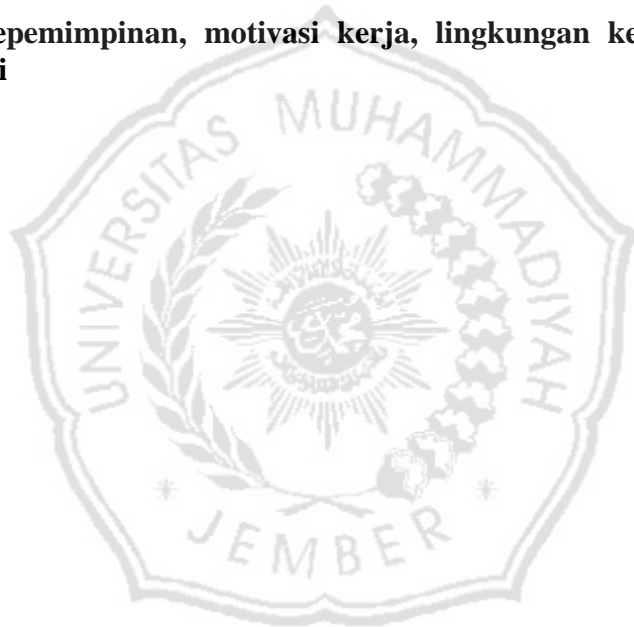 epemimpinan, motivasi kerja, lingkungan ke
i
UNIVERSITAS MUHAMMADIYAH
JEMBER